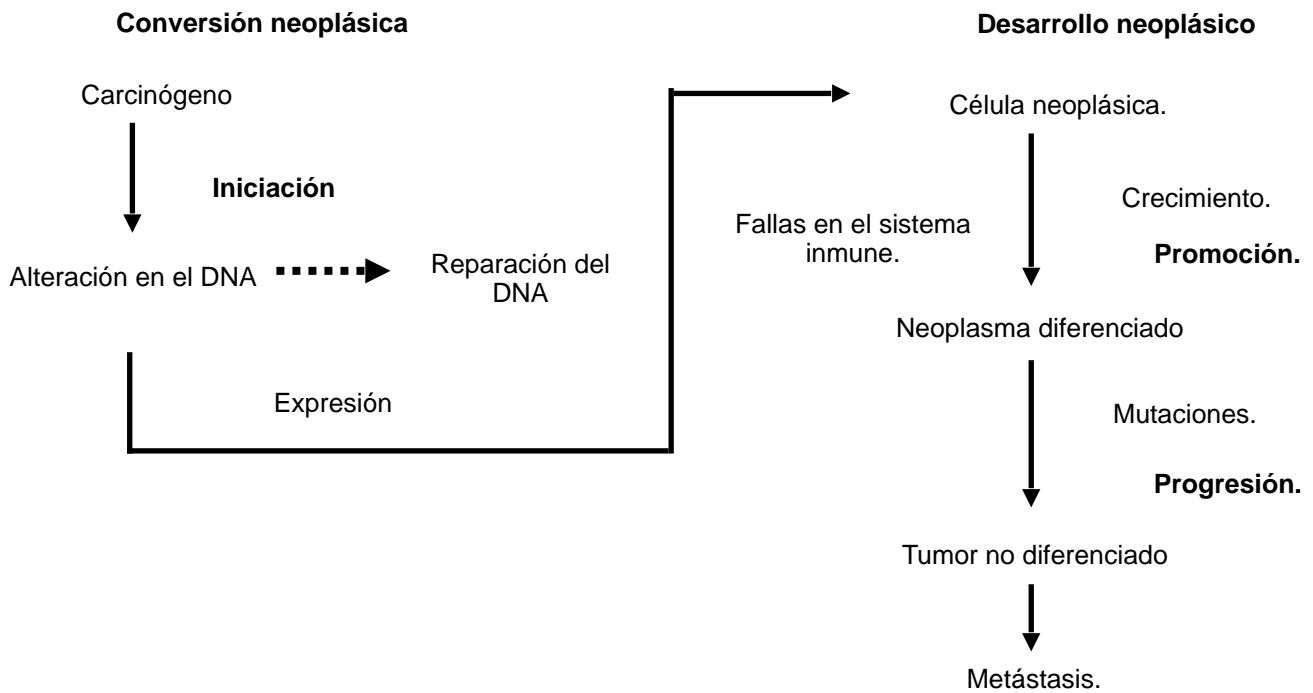 Conversión neoplásica
Carcinógeno
Iniciación
Alteración en el DNA
Reparación del
DNA
Expresión
Desarrollo neoplásico
Célula neoplásica.
Fallas en el sistema
inmune.
Crecimiento.
Promoción.
Neoplasma diferenciado
Mutaciones.
Progresión.
Tumor no diferenciado
Metástasis.